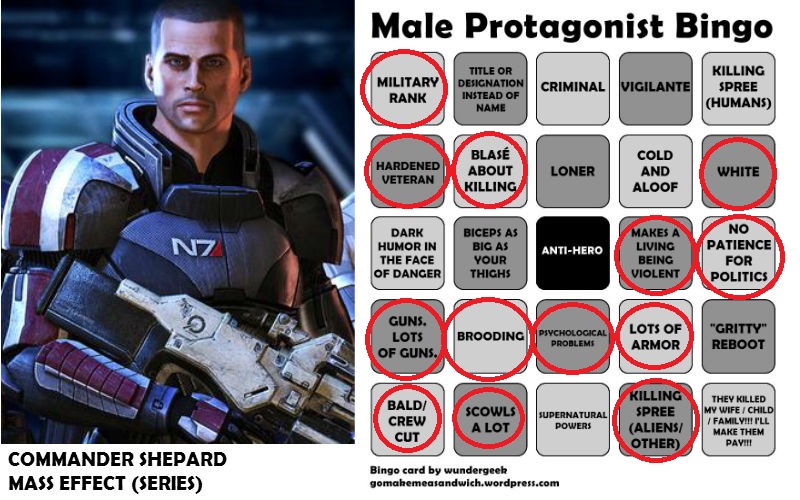 Male Protagonist Bingo
MILITARY
RANK
TITLE OR
DESIGNATION
INSTEAD OF
NAME
CRIMINAL
VIGILANTE
KILLING
SPREE
(HUMANS)
HARDENED
VETERAN
BLASÉ
ABOUT
KILLING
LONER
COLD
AND
ALOOF
WHITE
DARK
HUMOR IN
THE FACE
OF DANGER
BICEPS AS
BIG AS
YOUR
THIGHS
ANTI-HERO
MAKES A
LIVING
BEING
VIOLENT
NO
PATIENCE
FOR
POLITICS
GUNS.
LOTS
OF GUNS.
BROODING
PSYCHOLOGICAL
PROBLEMS
LOTS OF
ARMOR
"GRITTY"
REBOOT
BALD/
CREW
CUT
SCOWLS
A LOT
SUPERNATURAL
POWERS
KILLING
SPREE
(ALIENS/
OTHER)
THEY KILLED
MY WIFE / CHILD
/ FAMILY!!! I'LL
MAKE THEM
PAY!!!
Bingo card by wundergeek
gomakemeasandwich.wordpress.com
N7
COMMANDER SHEPARD
MASS EFFECT (SERIES)